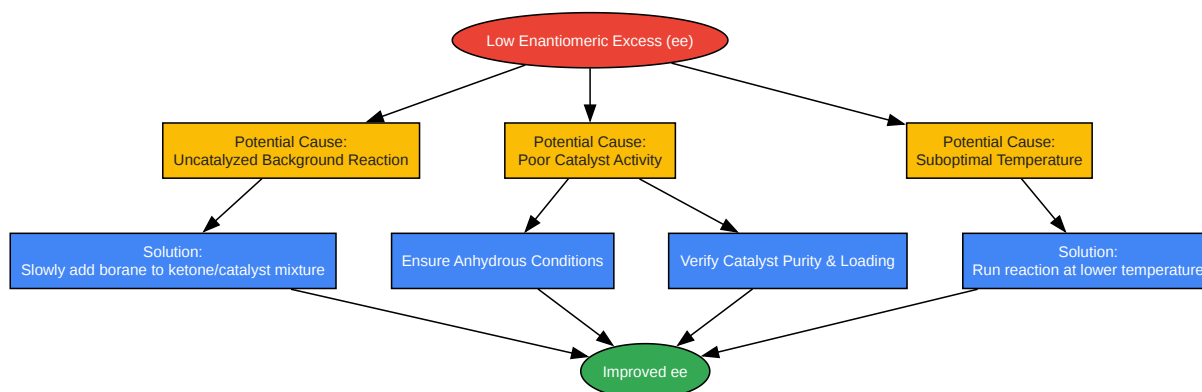 Low Enantiomeric Excess (ee)
Potential Cause:
Uncatalyzed Background Reaction
Potential Cause:
Poor Catalyst Activity
Potential Cause:
Suboptimal Temperature
Solution:
Slowly add borane to ketone/catalyst mixture
Ensure Anhydrous Conditions
Verify Catalyst Purity & Loading
Solution:
Run reaction at lower temperature
Improved ee